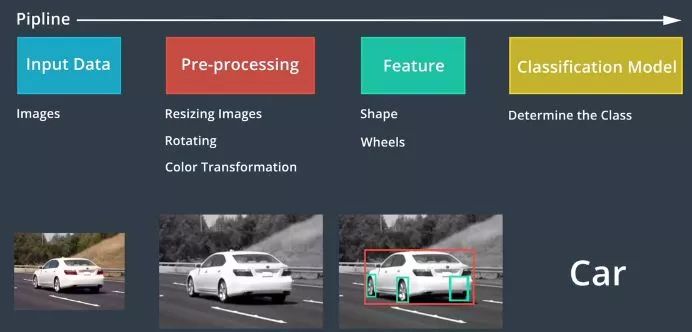 Pipline
Input Data
Pre-processing
Feature
Classification Model
Images
Resizing Images
Shape
Determine the Class
Rotating
Wheels
Color Transformation
Car